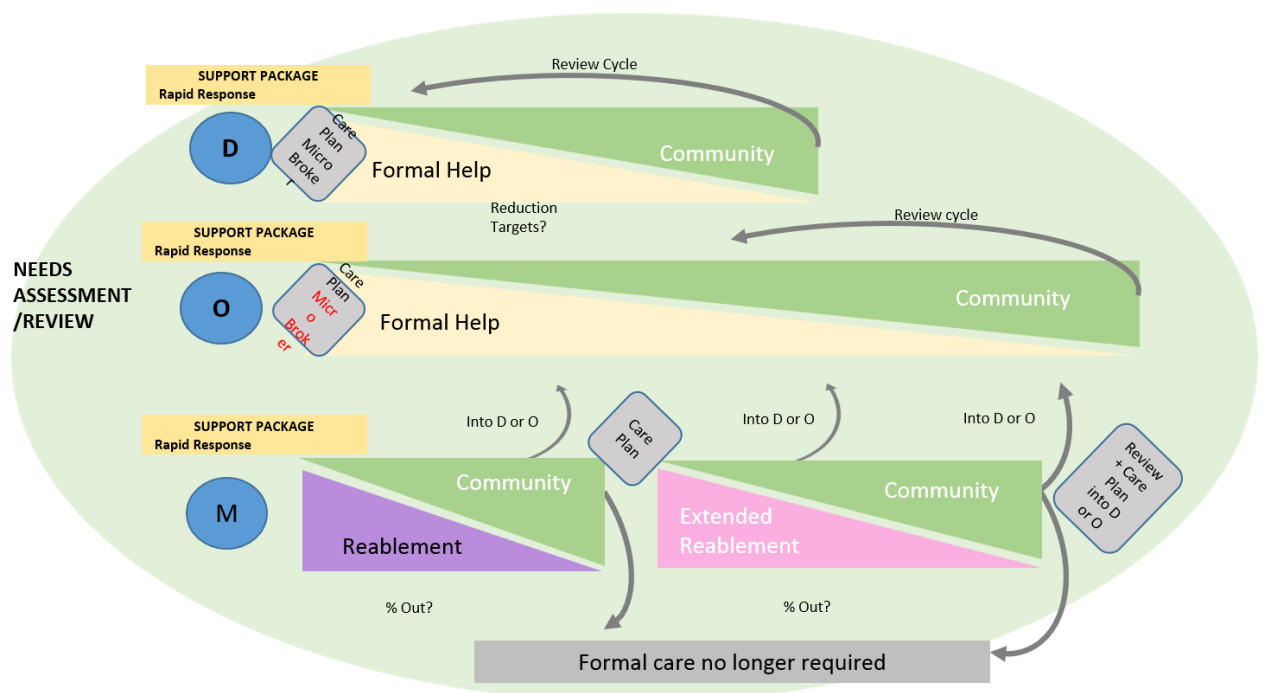 Review Cycle
SUPPORT PACKAGE
Rapid Response
D
Care
Plan
Micro
Broke
r
Community
Formal Help
Reduction
Targets?
Review cycle
SUPPORT PACKAGE
Rapid Response
NEEDS
ASSESSMENT
/REVIEW
O
Care
Plan
Micr
o
Brok
er
Community
Formal Help
SUPPORT PACKAGE
Rapid Response
Into D or O
Care
Plan
Into D or O
Into D or O
Review
+ Care
Plan
into D
or O
M
Community
Reablement
Community
Extended
Reablement
% Out?
% Out?
Formal care no longer required